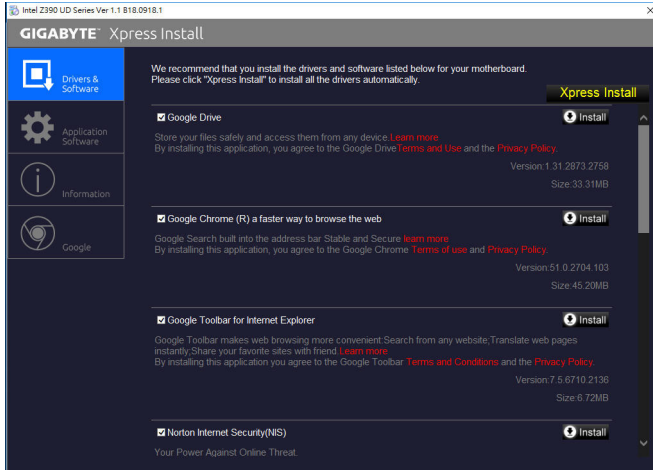 Intel Z390 UD Series Ver 1.1 B18.0918.1
GIGABYTE™ Xpress Install
Drivers &
Software
Application
Software
Information
Google
We recommend that you install the drivers and software listed below for your motherboard.
Please click "Xpress Install" to install all the drivers automatically.
Xpress Install
Google Drive
Install
Store your files safely and access them from any device.Learn more
By installing this application, you agree to the Google DriveTerms and Use and the Privacy Policy.
Version:1.31.2873.2758
Size:33.31MB
Google Chrome (R) a faster way to browse the web
Install
Google Search built into the address bar Stable and Secure learn more
By installing this application, you agree to the Google Chrome Terms of use and Privacy Policy.
Version:51.0.2704.103
Size:45.20MB
Google Toolbar for Internet Explorer
Install
Google Toolbar makes web browsing more convenient:Search from any website;Translate web pages
instantly;Share your favorite sites with friend.Learn more
By installing this application you agree to the Google Toolbar Terms and Conditions and the Privacy Policy.
Version:7.5.6710.2136
Size:6.72MB
Norton Internet Security(NIS)
Install
Your Power Against Online Threat.